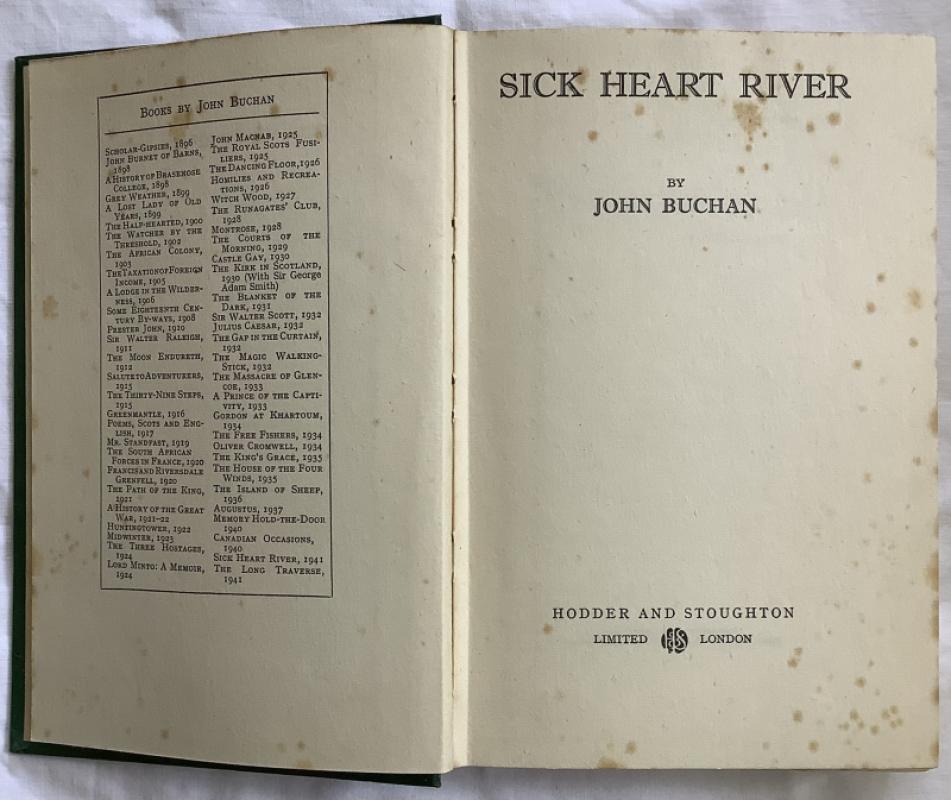 BOOKS BY JOHN BUCHAN
SCHOLAR-GIPSIES, 1896
JOHN BURNET OF BARNS,
1898
A HISTORY OF BRASENOSE
COLLEGE, 1898
GREY WEATHER, 1899
A LOST LADY OF OLD
YEARS, 1899
THE HALF-HEARTED, 1900
THE WATCHER BY THE
THRESHOLD, 1902
THE AFRICAN COLONY,
1903
THE TAXATION OF FOREIGN
INCOME, 1905
A LODGE IN THE WILDER-
NESS, 1906
SOME EIGHTEENTH CEN-
TURY BY-WAYS, 1908
PRESTER JOHN, 1910
SIR WALTER RALEIGH,
1911
THE MOON ENDURETH,
1912
SALUTE TO ADVENTURERS,
1915
THE THIRTY-NINE STEPS,
1915
GREENMANTLE, 1916
POEMS, SCOTS AND ENG-
LISH, 1917
MR. STANDFAST, 1919
THE SOUTH AFRICAN
FORCES IN FRANCE, 1920
FRANCIS AND RIVERSDALE
GRENFELL, 1920
THE PATH OF THE KING,
1921
A HISTORY OF THE GREAT
WAR, 1921–22
HUNTINGTOWER, 1922
MIDWINTER, 1923
THE THREE HOSTAGES,
1924
LORD MINTO: A MEMOIR,
1924
JOHN MACNAB, 1925
THE ROYAL SCOTS FUSI-
LIERS, 1925
THE DANCING FLOOR, 1926
HOMILIES AND RECREA-
TIONS, 1926
WITCH WOOD, 1927
THE RUNAGATES' CLUB,
1928
MONTROSE, 1928
THE COURTS OF THE
MORNING, 1929
CASTLE GAY, 1930
THE KIRK IN SCOTLAND,
1930 (With Sir George
Adam Smith)
THE BLANKET OF THE
DARK, 1931
SIR WALTER SCOTT, 1932
JULIUS CAESAR, 1932
THE GAP IN THE CURTAIN,
1932
THE MAGIC WALKING-
STICK, 1932
THE MASSACRE OF GLEN-
COE, 1933
A PRINCE OF THE CAPTI-
VITY, 1933
GORDON AT KHARTOUM,
1934
THE FREE FISHERS, 1934
OLIVER CROMWELL, 1934
THE KING'S GRACE, 1935
THE HOUSE OF THE FOUR
WINDS, 1935
THE ISLAND OF SHEEP,
1936
AUGUSTUS, 1937
MEMORY HOLD-THE-DOOR
1940
CANADIAN OCCASIONS,
1940
SICK HEART RIVER, 1941
THE LONG TRAVERSE,
1941
SICK HEART RIVER
BY
JOHN BUCHAN
HODDER AND STOUGHTON
LIMITED H&S LONDON